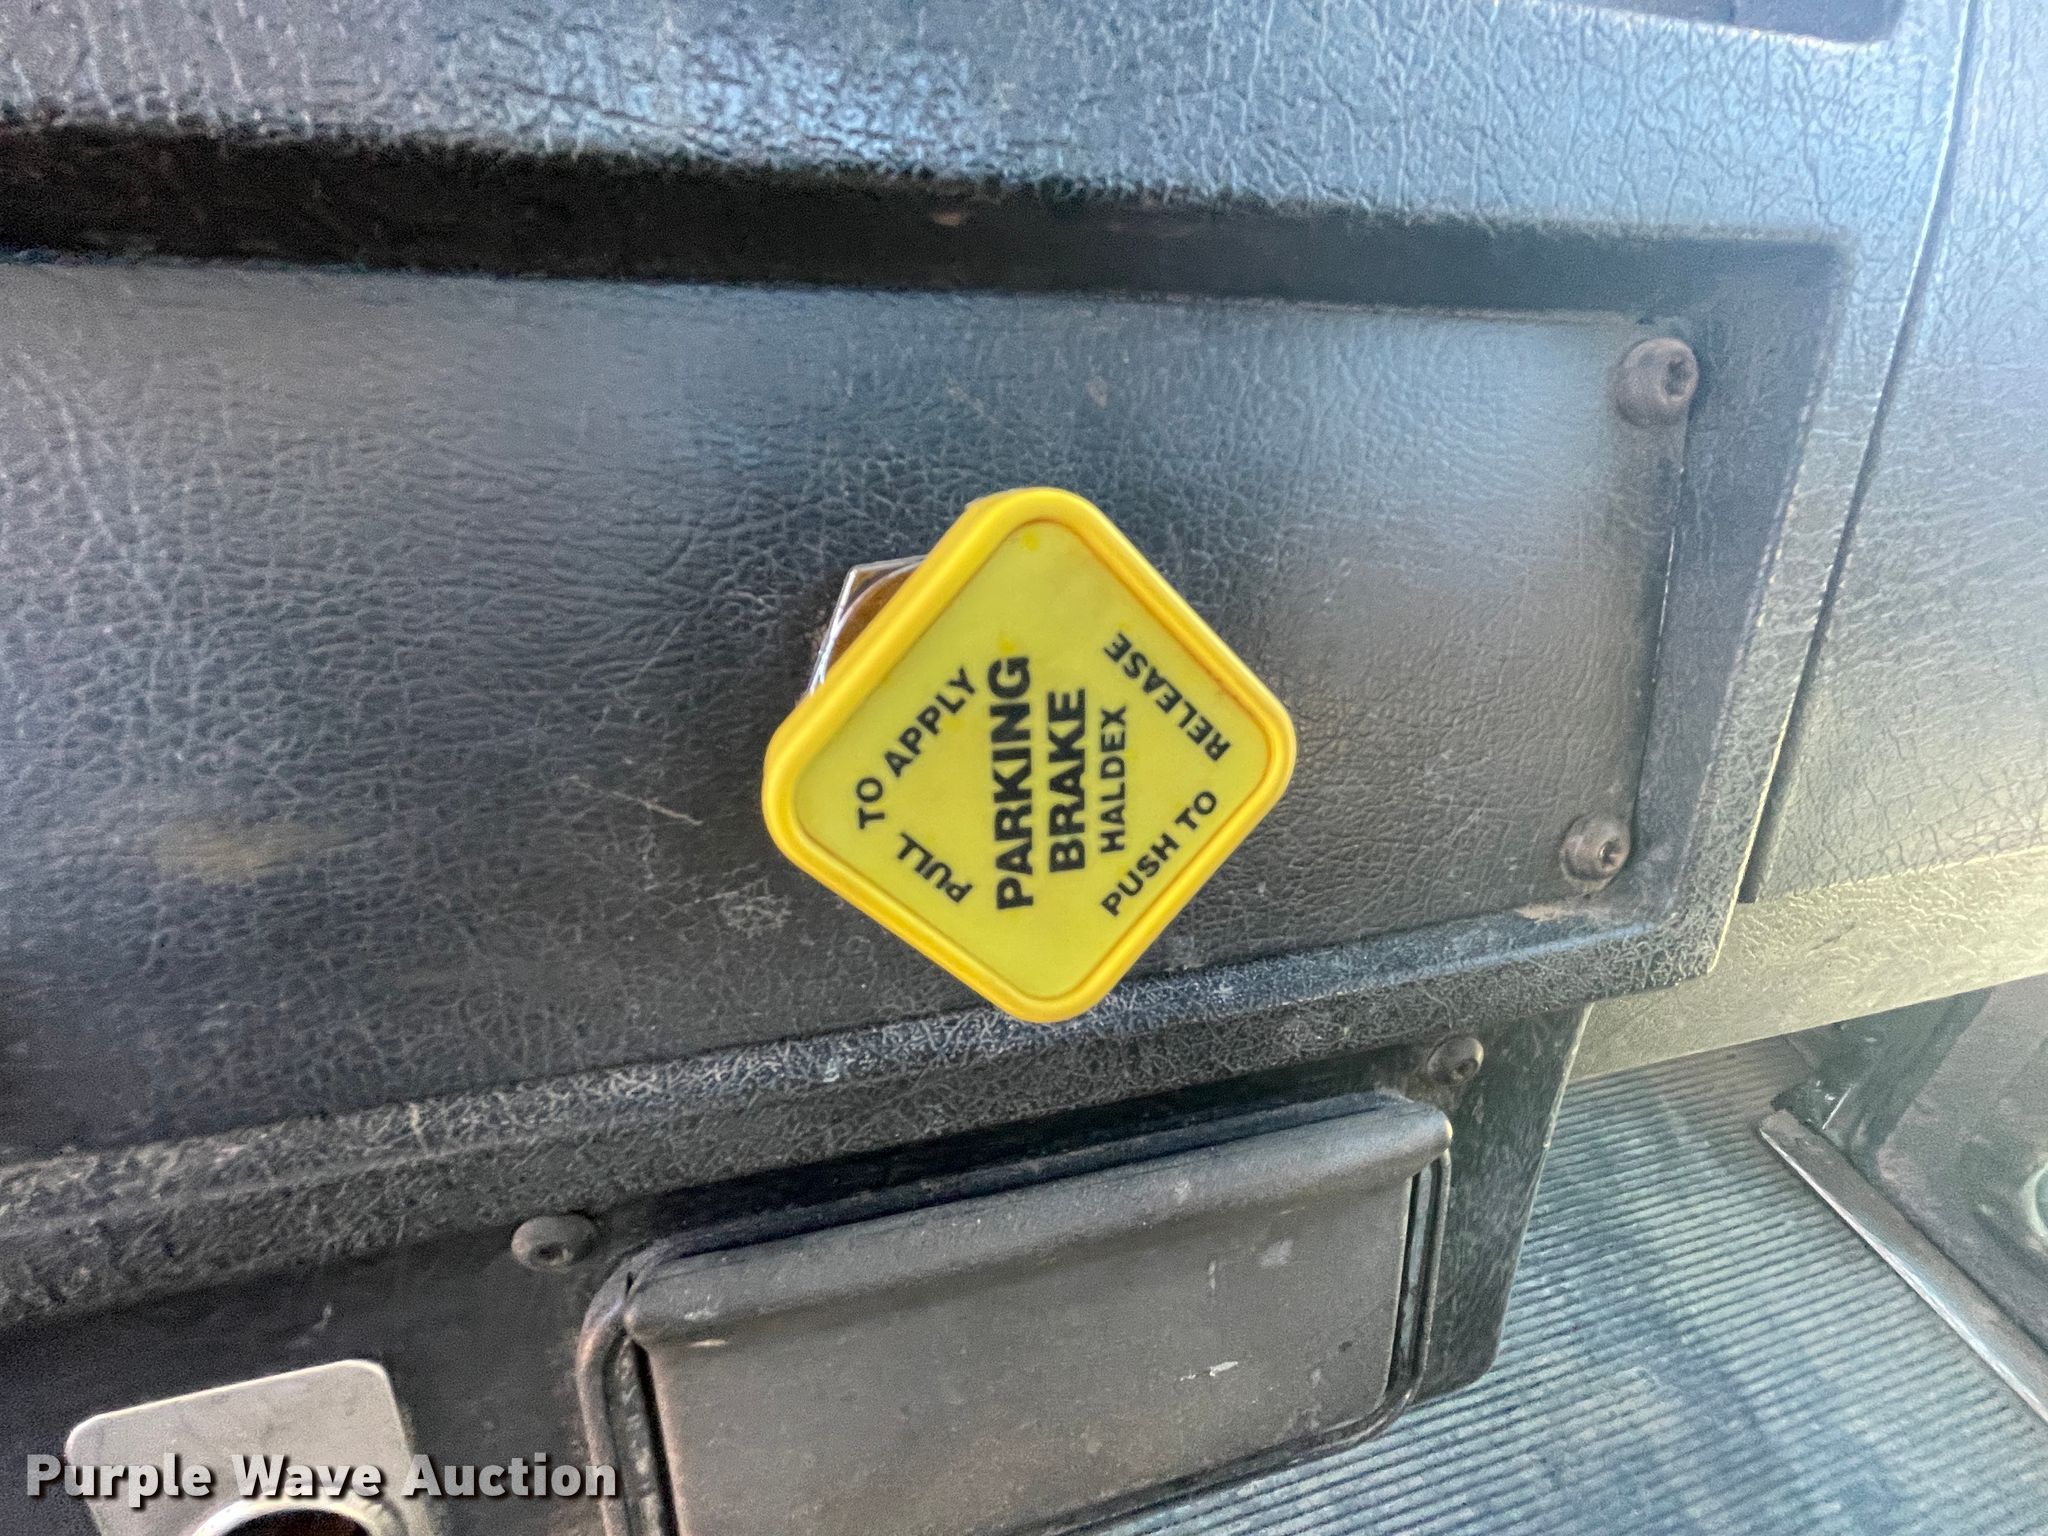 PULL TO APPLY
PARKING
BRAKE
HALDEX
PUSH TO RELEASE
Purple Wave Auction